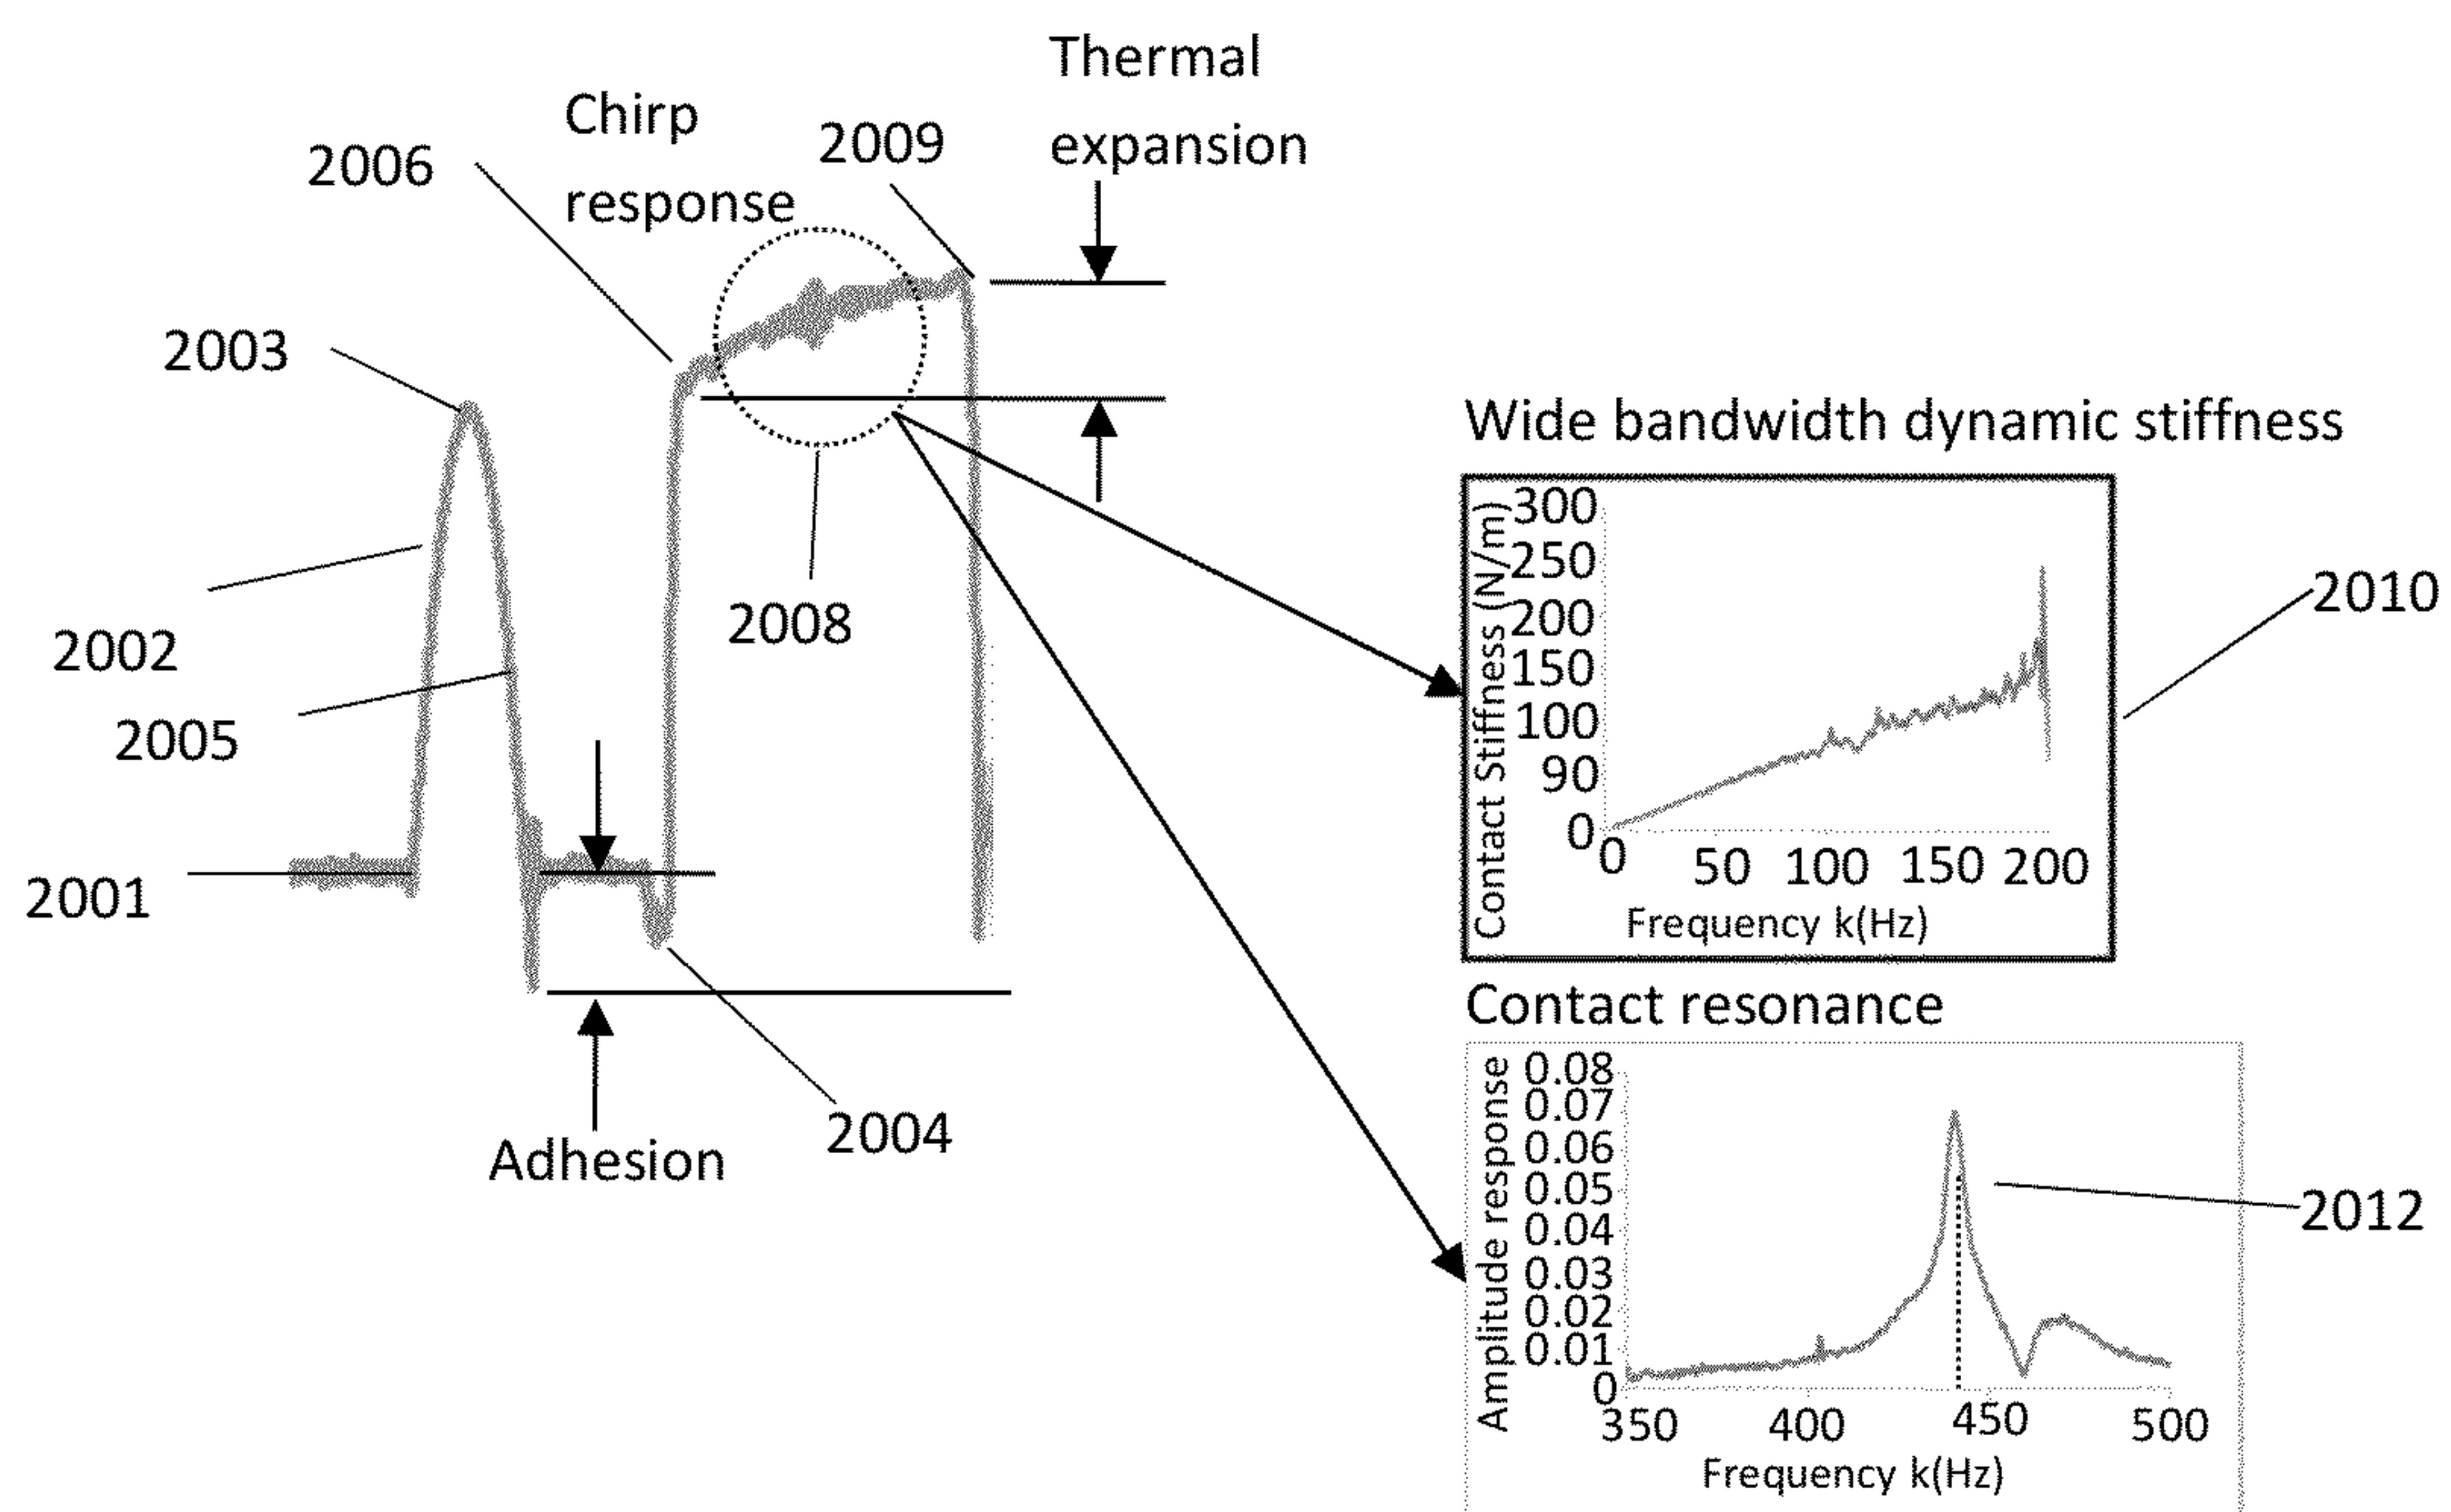 Thermal
expansion
Chirp
response
2006
2009
2003
2008
2002
2005
2001
2004
Adhesion
Wide bandwidth dynamic stiffness
Contact Stiffness (N/m)
300
250
200
150
100
90
0
0 50 100 150 200
Frequency k(Hz)
2010
Contact resonance
Amplitude response
0.08
0.07
0.06
0.05
0.04
0.03
0.02
0.01
0
350 400 450 500
Frequency k(Hz)
2012